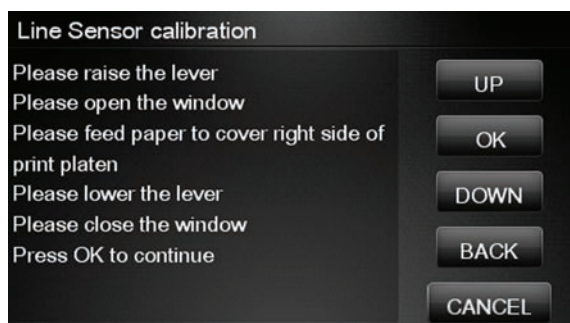 Line Sensor calibration
Please raise the lever
Please open the window
Please feed paper to cover right side of
print platen
Please lower the lever
Please close the window
Press OK to continue
UP
OK
DOWN
BACK
CANCEL